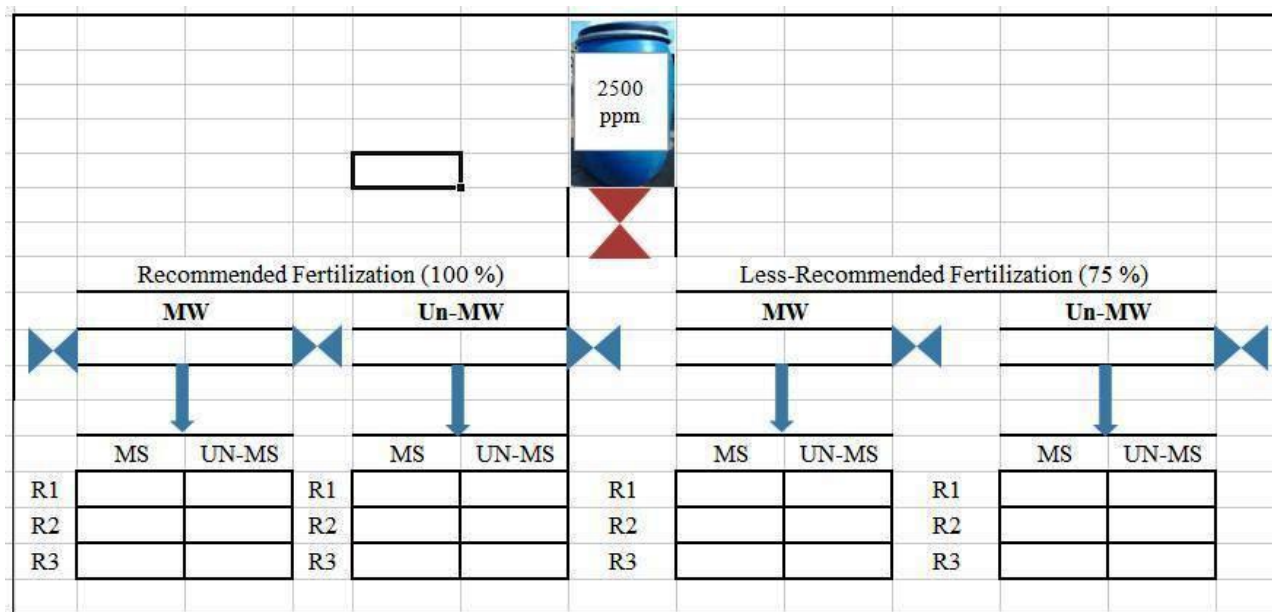 2500
ppm
Recommended Fertilization (100 %)
Less-Recommended Fertilization (75 %)
MW
Un-MW
MW
Un-MW
MS UN-MS MS UN-MS MS UN-MS MS UN-MS
R1 R1 R1 R1
R2 R2 R2 R2
R3 R3 R3 R3